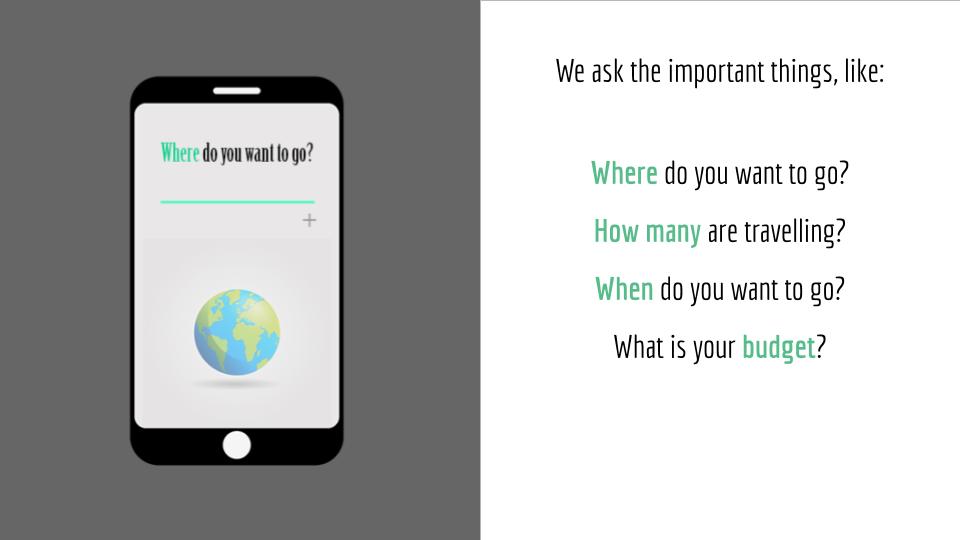 Where do you want to go?
+
We ask the important things, like:
Where do you want to go?
How many are travelling?
When do you want to go?
What is your budget?